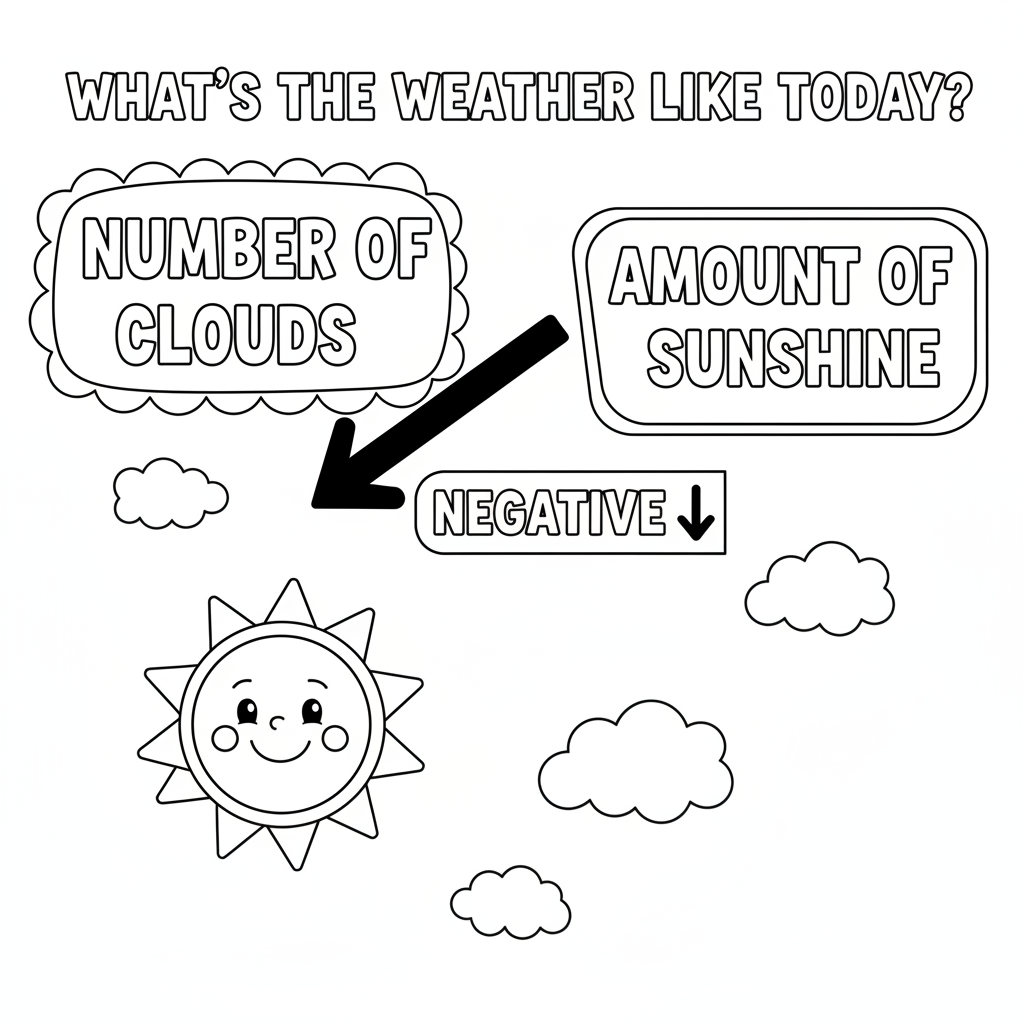 WHAT'S THE WEATHER LIKE TODAY?
NUMBER OF
CLOUDS
AMOUNT OF
SUNSHINE
NEGATIVE